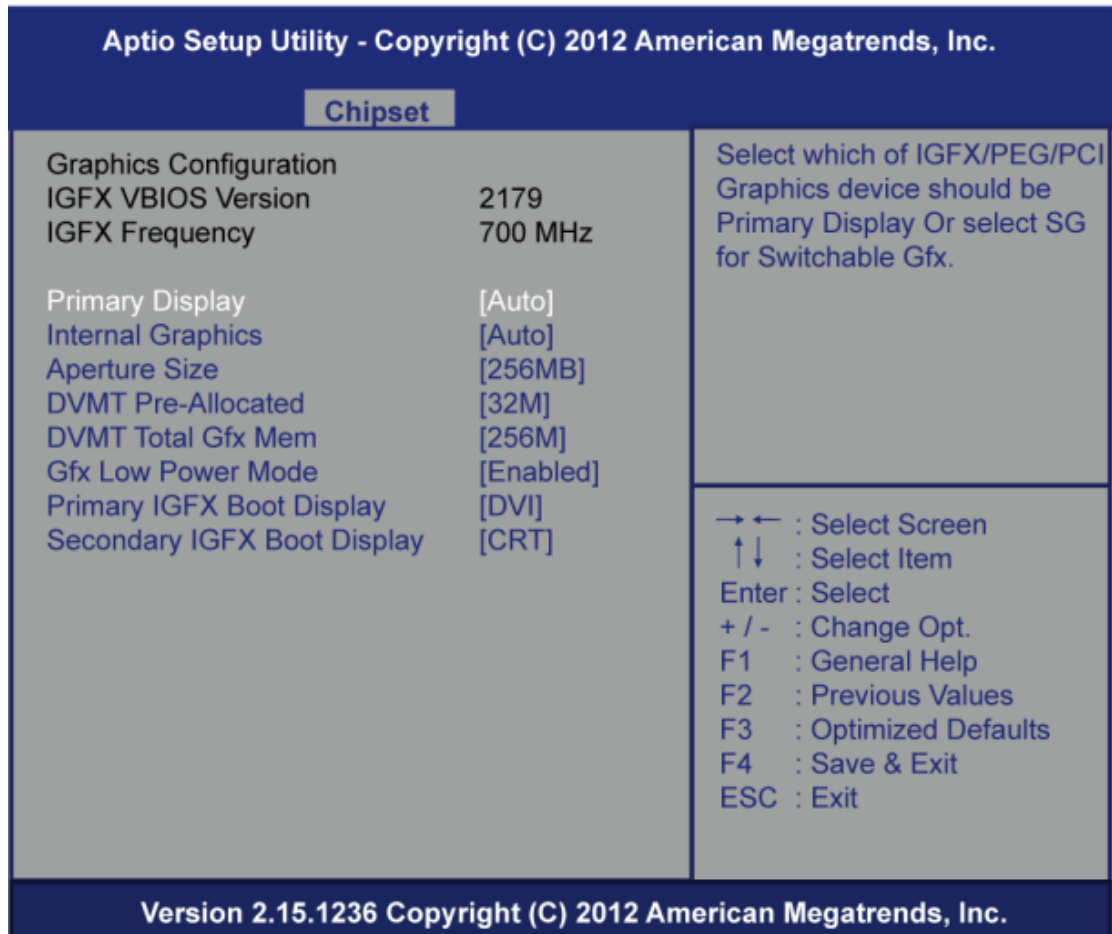 Aptio Setup Utility - Copyright (C) 2012 American Megatrends, Inc.
Chipset
Graphics Configuration
IGFX VBIOS Version 2179
IGFX Frequency 700 MHz
Primary Display [Auto]
Internal Graphics [Auto]
Aperture Size [256MB]
DVMT Pre-Allocated [32M]
DVMT Total Gfx Mem [256M]
Gfx Low Power Mode [Enabled]
Primary IGFX Boot Display [DVI]
Secondary IGFX Boot Display [CRT]
Select which of IGFX/PEG/PCI
Graphics device should be
Primary Display Or select SG
for Switchable Gfx.
→ ← : Select Screen
↑↓ : Select Item
Enter : Select
+ / - : Change Opt.
F1 : General Help
F2 : Previous Values
F3 : Optimized Defaults
F4 : Save & Exit
ESC : Exit
Version 2.15.1236 Copyright (C) 2012 American Megatrends, Inc.